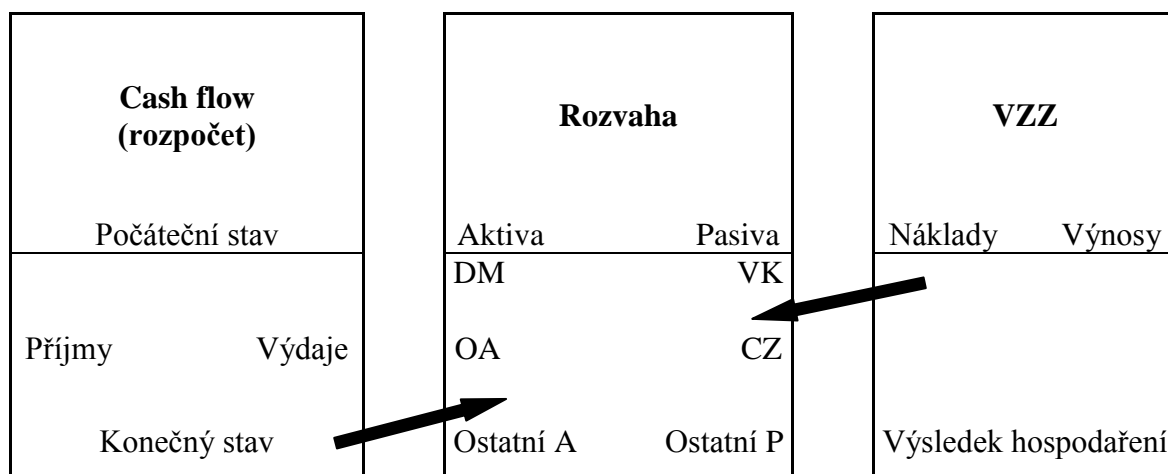 Cash flow
(rozpočet)
Počáteční stav
Příjmy Výdaje
Konečný stav
Rozvaha
Aktiva Pasiva
DM VK
OA CZ
Ostatní A Ostatní P
VZZ
Náklady Výnosy
Výsledek hospodaření